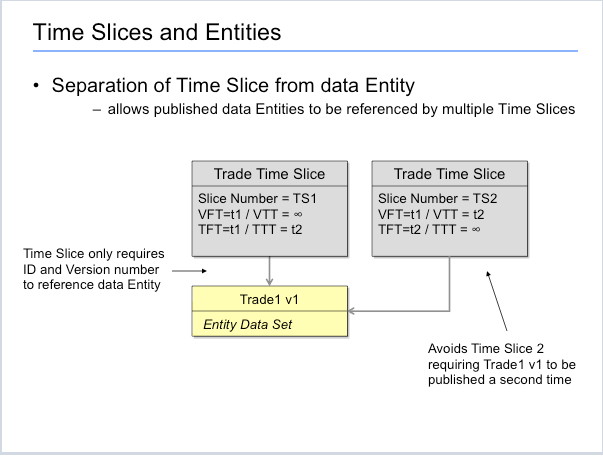 Time Slices and Entities
• Separation of Time Slice from data Entity
– allows published data Entities to be referenced by multiple Time Slices
Trade Time Slice
Slice Number = TS1
VFT=t1 / VTT = ∞
TFT=t1 / TTT = t2
Trade Time Slice
Slice Number = TS2
VFT=t1 / VTT = t2
TFT=t2 / TTT = ∞
Time Slice only requires
ID and Version number
to reference data Entity
Trade1 v1
Entity Data Set
Avoids Time Slice 2
requiring Trade1 v1 to be
published a second time